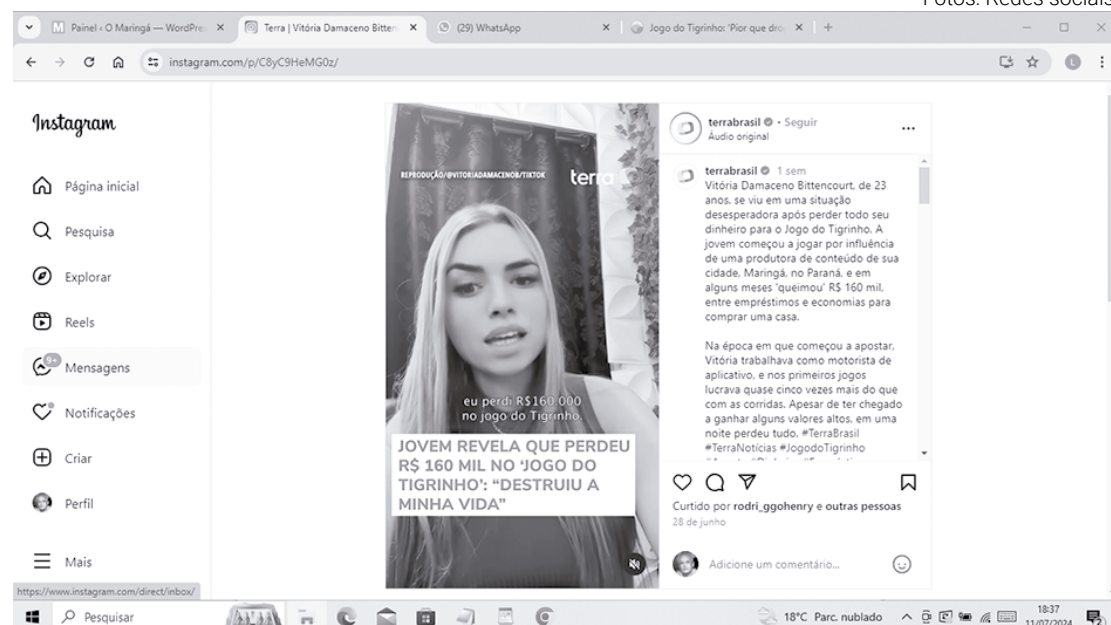 Fotos: Redes sociais
Painel ‹ O Maringá — WordPre
Terra | Vitória Damaceno Bitten
(29) WhatsApp
Jogo do Tigrinho: 'Pior que dro
instagram.com/p/C8yC9HeMG0z/
L
Instagram
Página inicial
Pesquisa
Explorar
Reels
9+
Mensagens
Notificações
Criar
Perfil
Mais
https://www.instagram.com/direct/inbox/
REPRODUÇÃO/@VITORIADAMACENOB/TIKTOK
terra
eu perdi R$160.000
no jogo do Tigrinho.
JOVEM REVELA QUE PERDEU
R$ 160 MIL NO ‘JOGO DO
TIGRINHO’: “DESTRUIU A
MINHA VIDA”
terrabrasil • Seguir
Áudio original
terrabrasil 1 sem
Vitória Damaceno Bittencourt, de 23
anos, se viu em uma situação
desesperadora após perder todo seu
dinheiro para o Jogo do Tigrinho. A
jovem começou a jogar por influência
de uma produtora de conteúdo de sua
cidade, Maringá, no Paraná, e em
alguns meses 'queimou' R$ 160 mil,
entre empréstimos e economias para
comprar uma casa.
Na época em que começou a apostar,
Vitória trabalhava como motorista de
aplicativo, e nos primeiros jogos
lucrava quase cinco vezes mais do que
com as corridas. Apesar de ter chegado
a ganhar alguns valores altos, em uma
noite perdeu tudo. #TerraBrasil
#TerraNotícias #JogodoTigrinho
Curtido por rodri_ggohenry e outras pessoas
28 de junho
Adicione um comentário...
Pesquisar
18°C Parc. nublado
18:37
11/07/2024